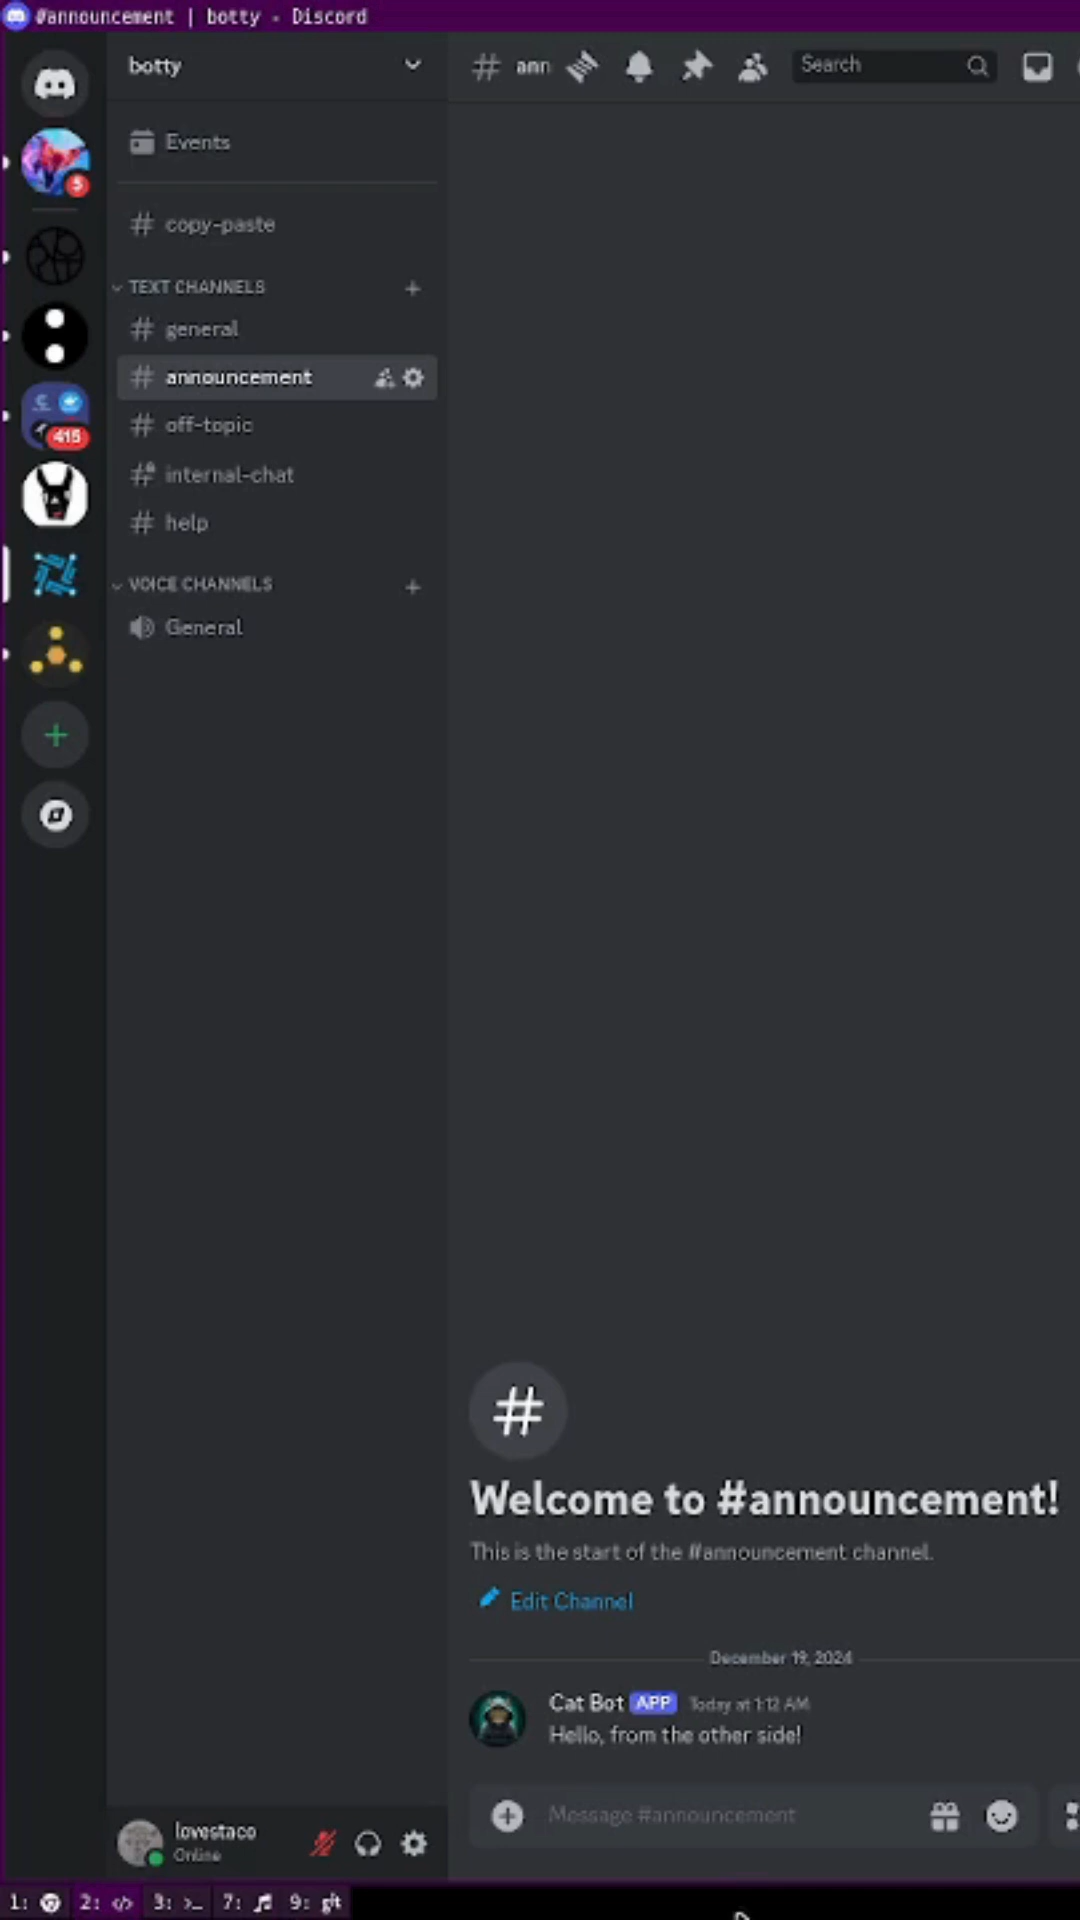 #announcement | botty - Discord
botty
# ann
Search
Events
# copy-paste
TEXT CHANNELS
# general
# announcement
# off-topic
# internal-chat
# help
VOICE CHANNELS
General
5
415
#
Welcome to #announcement!
This is the start of the #announcement channel.
Edit Channel
December 19, 2024
Cat Bot APP Today at 1:12 AM
Hello, from the other side!
Message #announcement
lovestaco
Online
1: 2: </> 3: >_ 7: 9: git